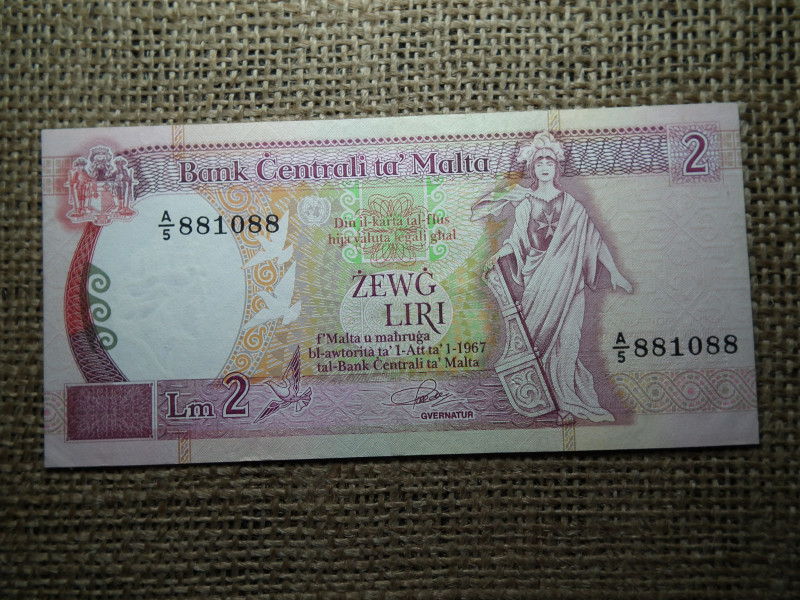 Bank Ċentrali ta' Malta
2
A/5 881088
Din il-karta tal-flus
hija valuta legali għal
ŻEWĠ
LIRI
f'Malta u maħruġa
bl-awtorità ta' l-Att ta' l-1967
tal-Bank Ċentrali ta' Malta
A/5 881088
Lm 2
GVERNATUR